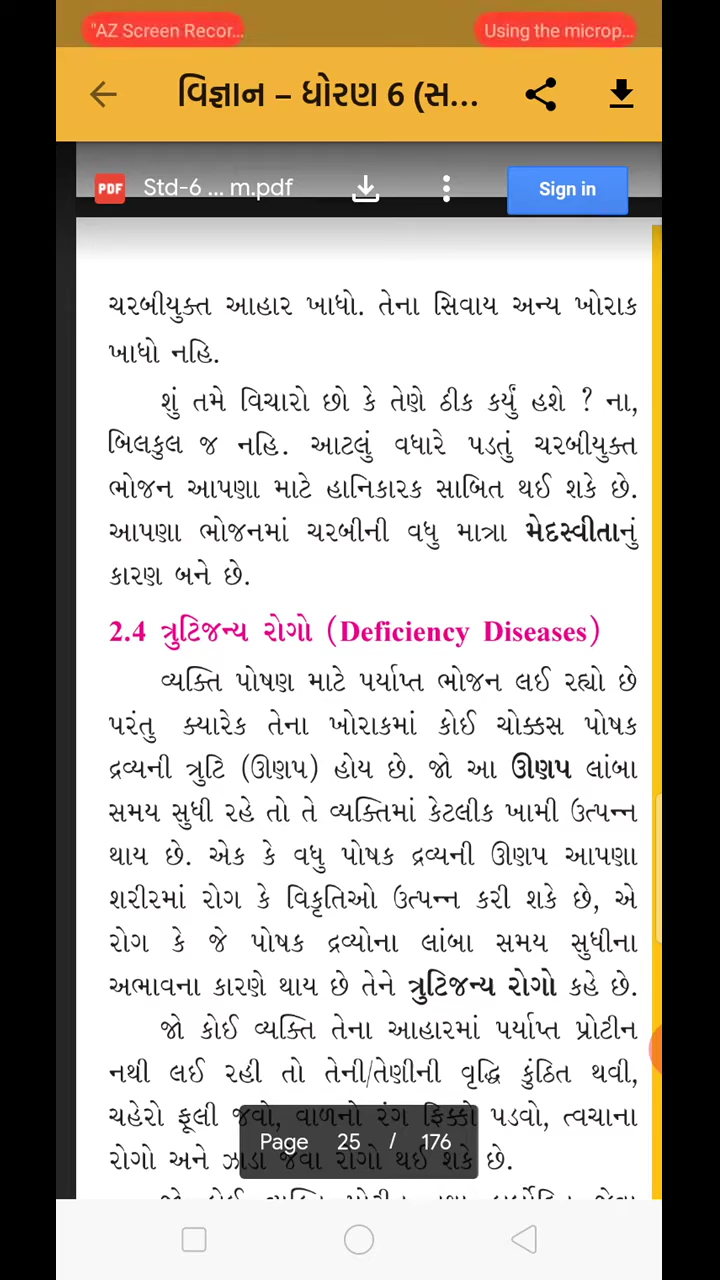 "AZ Screen Recor...
Using the microp...
વિજ્ઞાન – ધોરણ 6 (સ...
PDF
Std-6 ... m.pdf
Sign in
ચરબીયુક્ત આહાર ખાધો. તેના સિવાય અન્ય ખોરાક
ખાધો નહિ.
શું તમે વિચારો છો કે તેણે ઠીક કર્યું હશે ? ના,
બિલકુલ જ નહિ. આટલું વધારે પડતું ચરબીયુક્ત
ભોજન આપણા માટે હાનિકારક સાબિત થઈ શકે છે.
આપણા ભોજનમાં ચરબીની વધુ માત્રા મેદસ્વીતાનું
કારણ બને છે.
2.4 ત્રુટિજન્ય રોગો (Deficiency Diseases)
વ્યક્તિ પોષણ માટે પર્યાપ્ત ભોજન લઈ રહ્યો છે
પરંતુ ક્યારેક તેના ખોરાકમાં કોઈ ચોક્કસ પોષક
દ્રવ્યની ત્રુટિ (ઊણપ) હોય છે. જો આ ઊણપ લાંબા
સમય સુધી રહે તો તે વ્યક્તિમાં કેટલીક ખામી ઉત્પન્ન
થાય છે. એક કે વધુ પોષક દ્રવ્યની ઊણપ આપણા
શરીરમાં રોગ કે વિકૃતિઓ ઉત્પન્ન કરી શકે છે, એ
રોગ કે જે પોષક દ્રવ્યોના લાંબા સમય સુધીના
અભાવના કારણે થાય છે તેને ત્રુટિજન્ય રોગો કહે છે.
જો કોઈ વ્યક્તિ તેના આહારમાં પર્યાપ્ત પ્રોટીન
નથી લઈ રહી તો તેની/તેણીની વૃદ્ધિ કુંઠિત થવી,
ચહેરો ફૂલી જવો, વાળનો રંગ ફિક્કો પડવો, ત્વચાના
રોગો અને ઝાડા જેવા રોગો થઈ શકે છે.
Page 25 / 176